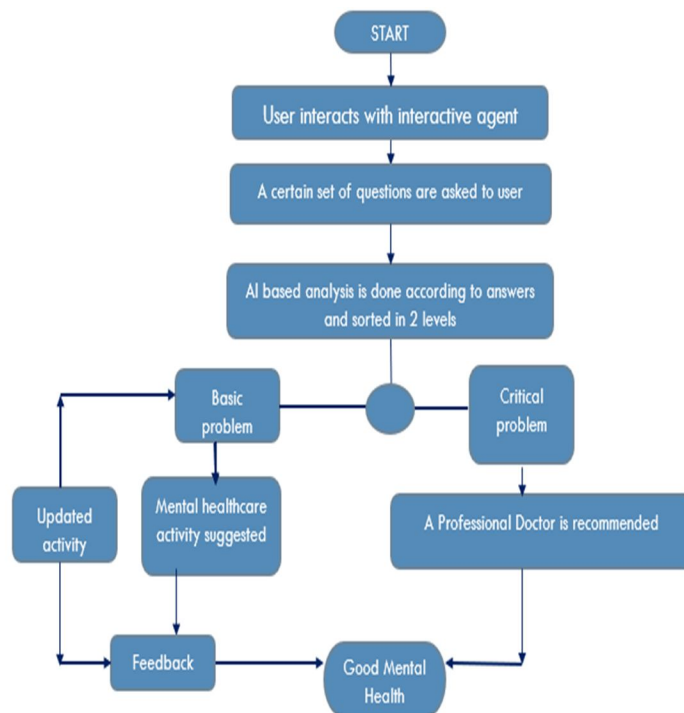 START
User interacts with interactive agent
A certain set of questions are asked to user
AI based analysis is done according to answers
and sorted in 2 levels
Basic
problem
Critical
problem
Updated
activity
Mental healthcare
activity suggested
A Professional Doctor is recommended
Feedback
Good Mental
Health